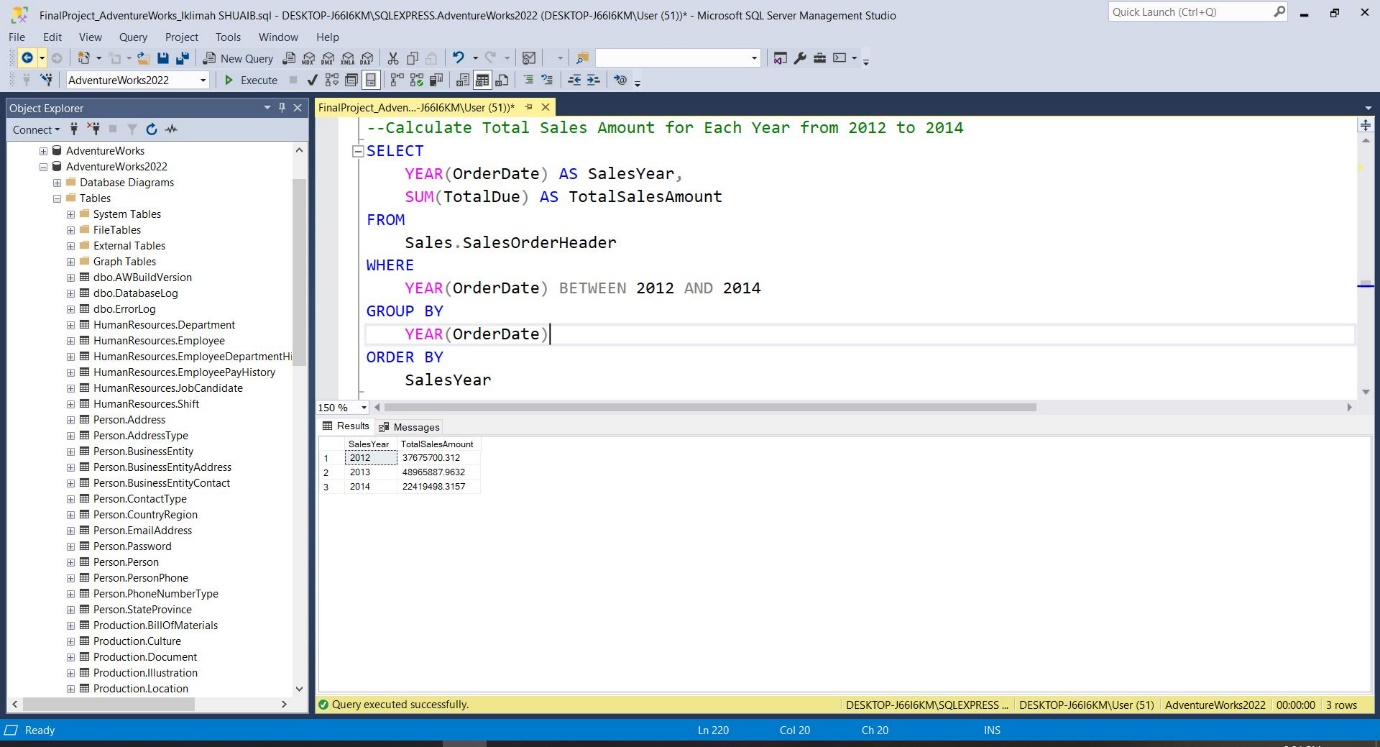 FinalProject_AdventureWorks_Iklimah SHUAIB.sql - DESKTOP-J66I6KM\SQLEXPRESS.AdventureWorks2022 (DESKTOP-J66I6KM\User (51))* - Microsoft SQL Server Management Studio
Quick Launch (Ctrl+Q)
File Edit View Query Project Tools Window Help
New Query
AdventureWorks2022 Execute
Object Explorer
Connect
AdventureWorks
AdventureWorks2022
Database Diagrams
Tables
System Tables
FileTables
External Tables
Graph Tables
dbo.AWBuildVersion
dbo.DatabaseLog
dbo.ErrorLog
HumanResources.Department
HumanResources.Employee
HumanResources.EmployeeDepartmentHi
HumanResources.EmployeePayHistory
HumanResources.JobCandidate
HumanResources.Shift
Person.Address
Person.AddressType
Person.BusinessEntity
Person.BusinessEntityAddress
Person.BusinessEntityContact
Person.ContactType
Person.CountryRegion
Person.EmailAddress
Person.Password
Person.Person
Person.PersonPhone
Person.PhoneNumberType
Person.StateProvince
Production.BillOfMaterials
Production.Culture
Production.Document
Production.Illustration
Production.Location
FinalProject_Adven...-J66I6KM\User (51))*
--Calculate Total Sales Amount for Each Year from 2012 to 2014
SELECT
YEAR(OrderDate) AS SalesYear,
SUM(TotalDue) AS TotalSalesAmount
FROM
Sales.SalesOrderHeader
WHERE
YEAR(OrderDate) BETWEEN 2012 AND 2014
GROUP BY
YEAR(OrderDate)
ORDER BY
SalesYear
150 %
Results Messages
SalesYear TotalSalesAmount
1 2012 37675700.312
2 2013 48965887.9632
3 2014 22419498.3157
Query executed successfully. DESKTOP-J66I6KM\SQLEXPRESS ... DESKTOP-J66I6KM\User (51) AdventureWorks2022 00:00:00 3 rows
Ready Ln 220 Col 20 Ch 20 INS